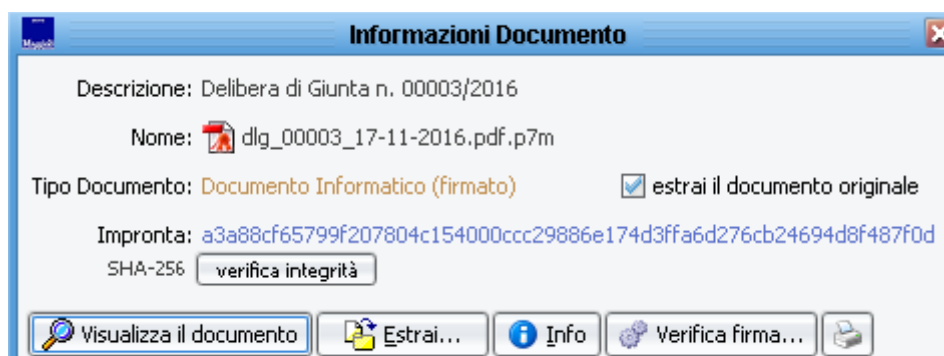 Informazioni Documento
Descrizione: Delibera di Giunta n. 00003/2016
Nome: dlg_00003_17-11-2016.pdf.p7m
Tipo Documento: Documento Informatico (firmato) estrai il documento originale
Impronta: a3a88cf65799f207804c154000ccc29886e174d3ffa6d276cb24694d8f487f0d
SHA-256 verifica integrità
Visualizza il documento Estrai... Info Verifica firma...